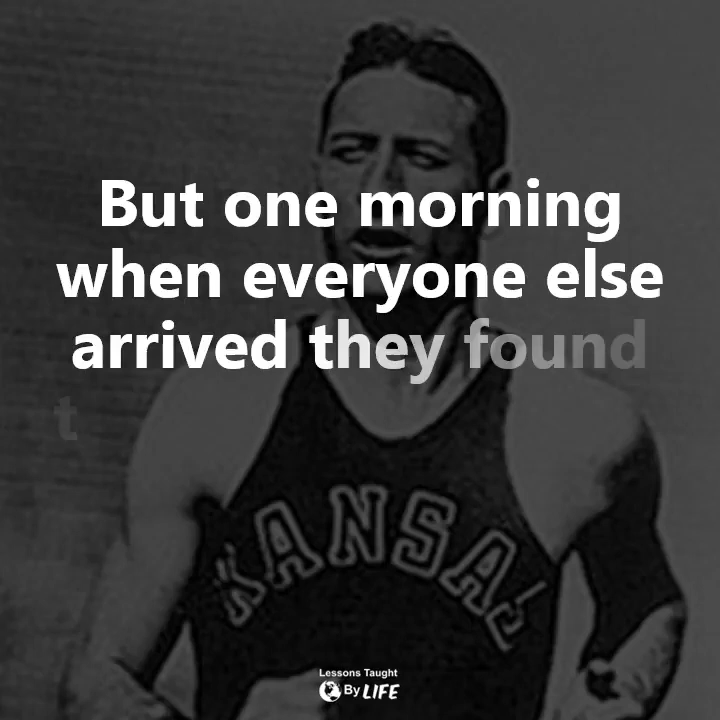 But one morning
when everyone else
arrived they found
t
KANSAS
Lessons Taught
By LIFE